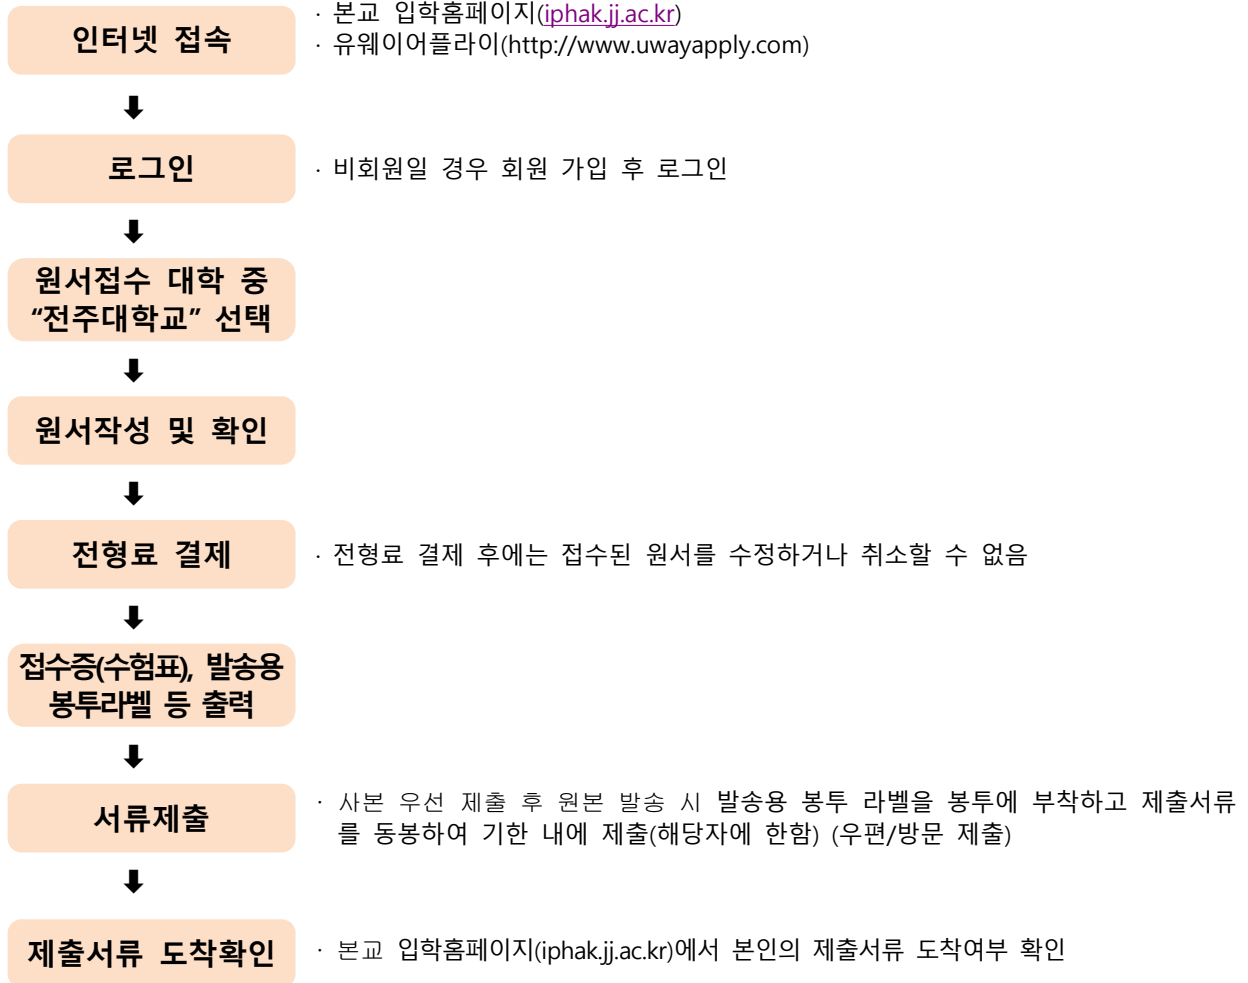 인터넷 접속
· 본교 입학홈페이지(iphak.jj.ac.kr)
· 유웨이어플라이(http://www.uwayapply.com)
로그인
· 비회원일 경우 회원 가입 후 로그인
원서접수 대학 중
“전주대학교” 선택
원서작성 및 확인
전형료 결제
· 전형료 결제 후에는 접수된 원서를 수정하거나 취소할 수 없음
접수증(수험표), 발송용
봉투라벨 등 출력
서류제출
· 사본 우선 제출 후 원본 발송 시 발송용 봉투 라벨을 봉투에 부착하고 제출서류
를 동봉하여 기한 내에 제출(해당자에 한함) (우편/방문 제출)
제출서류 도착확인
· 본교 입학홈페이지(iphak.jj.ac.kr)에서 본인의 제출서류 도착여부 확인